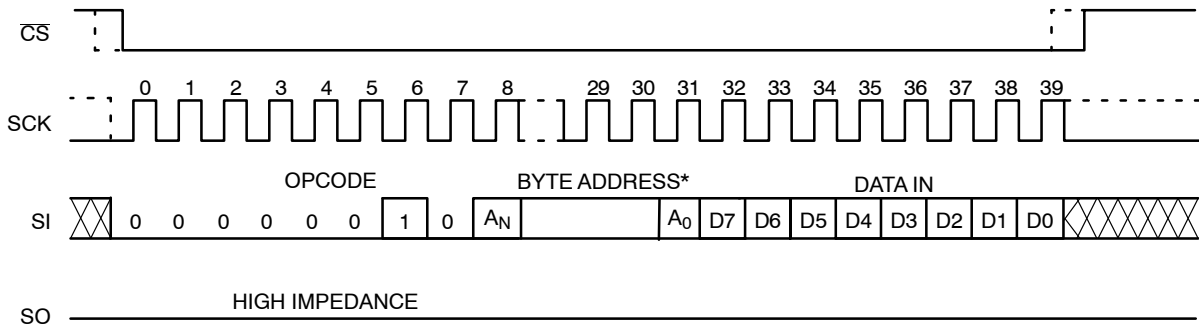 CS
0 1 2 3 4 5 6 7 8 29 30 31 32 33 34 35 36 37 38 39
SCK
OPCODE BYTE ADDRESS* DATA IN
SI 0 0 0 0 0 0 1 0 AN A0 D7 D6 D5 D4 D3 D2 D1 D0
HIGH IMPEDANCE
SO